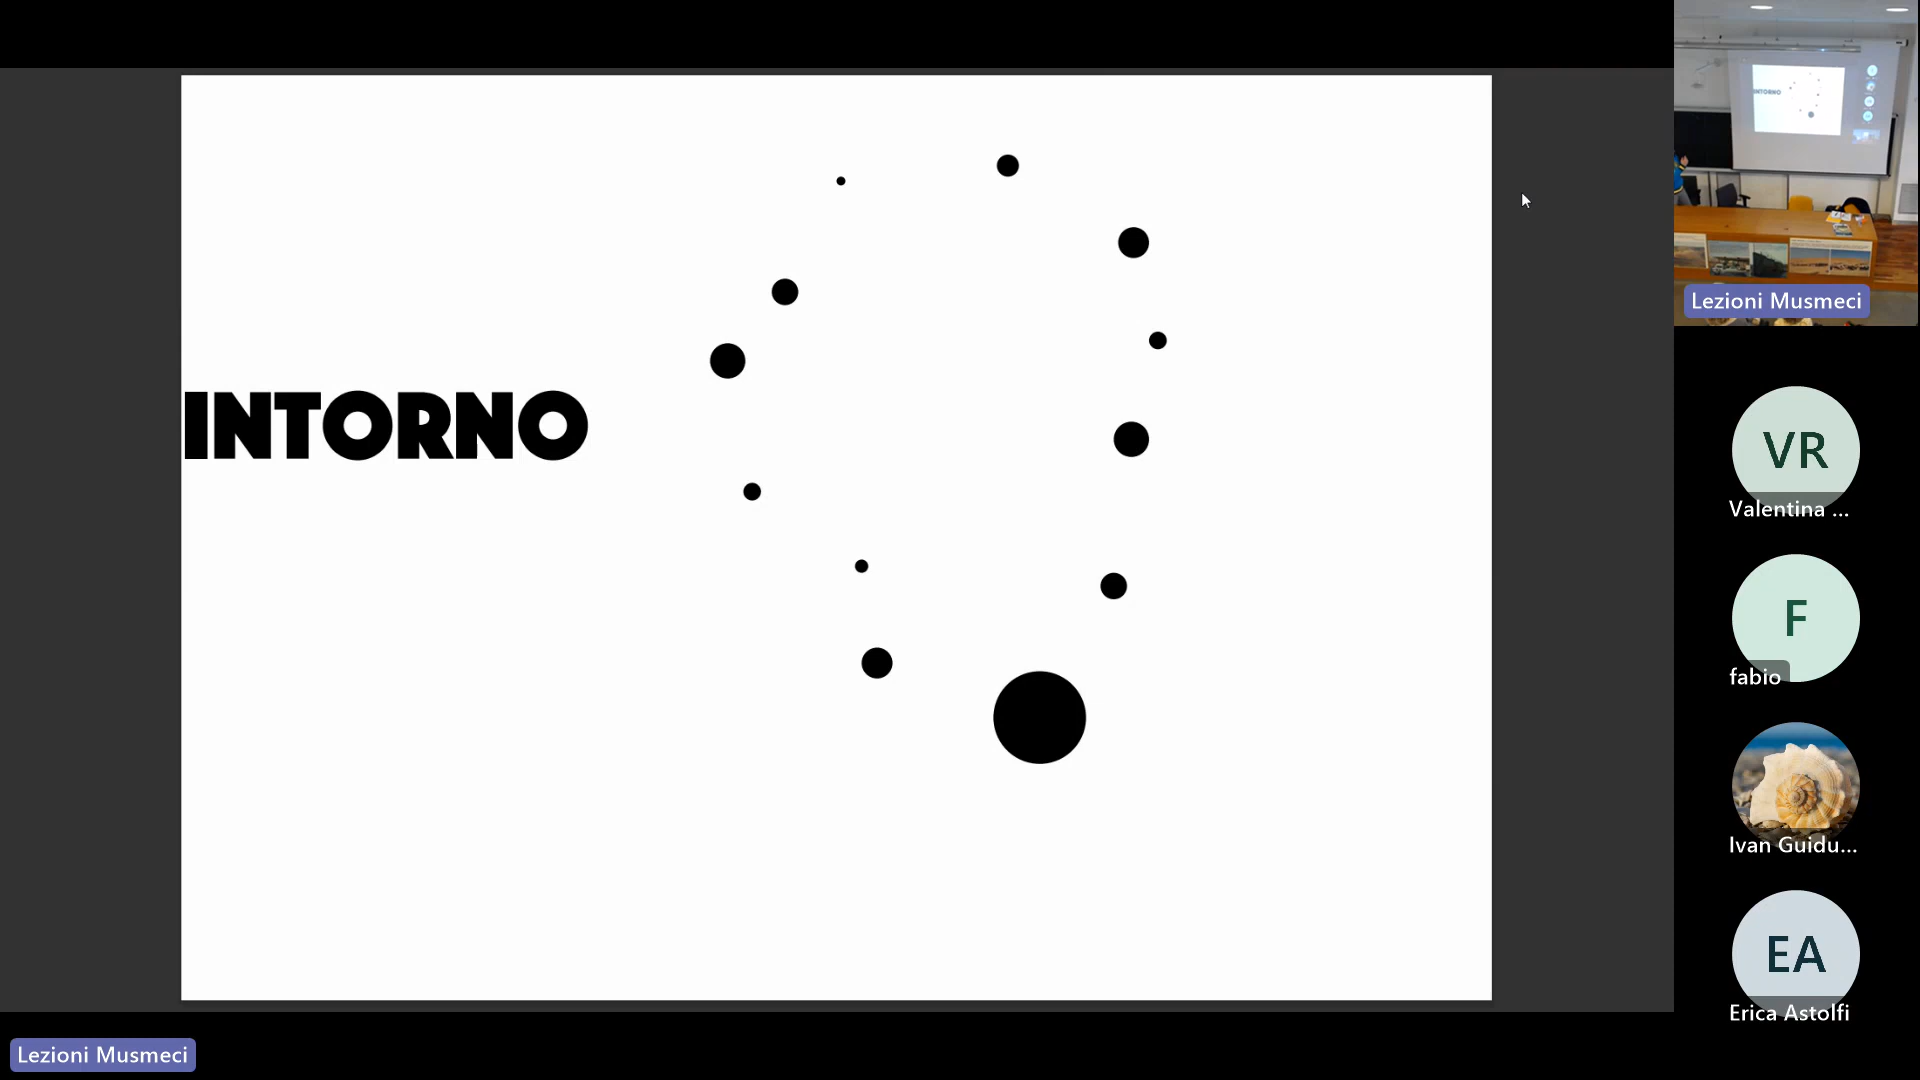 INTORNO
Lezioni Musmeci
VR
Valentina ...
F
fabio
Ivan Guidu...
EA
Erica Astolfi
Lezioni Musmeci